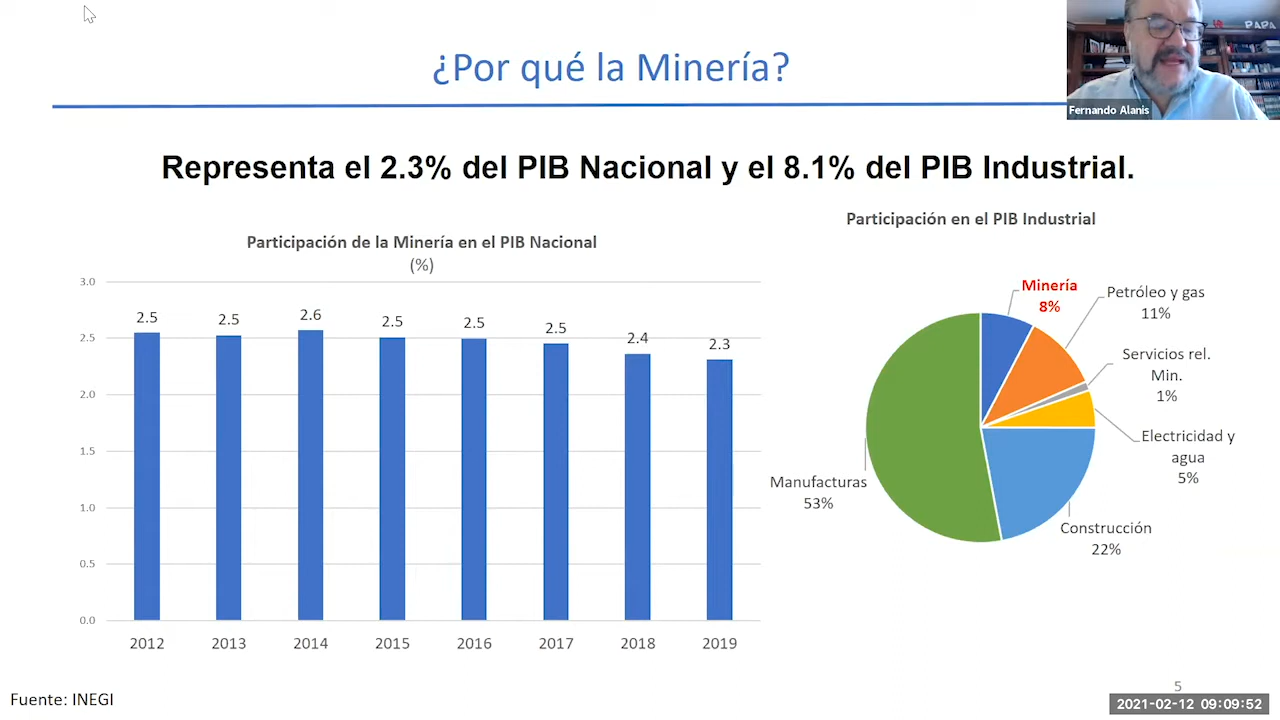 ¿Por qué la Minería?
PAPA
Fernando Alanis
Representa el 2.3% del PIB Nacional y el 8.1% del PIB Industrial.
Participación de la Minería en el PIB Nacional
(%)
3.0
2.5
2.0
1.5
1.0
0.5
0.0
2.5
2.5
2.6
2.5
2.5
2.5
2.4
2.3
2012
2013
2014
2015
2016
2017
2018
2019
Participación en el PIB Industrial
Minería
8%
Petróleo y gas
11%
Servicios rel.
Min.
1%
Electricidad y
agua
5%
Construcción
22%
Manufacturas
53%
Fuente: INEGI
5
2021-02-12 09:09:52